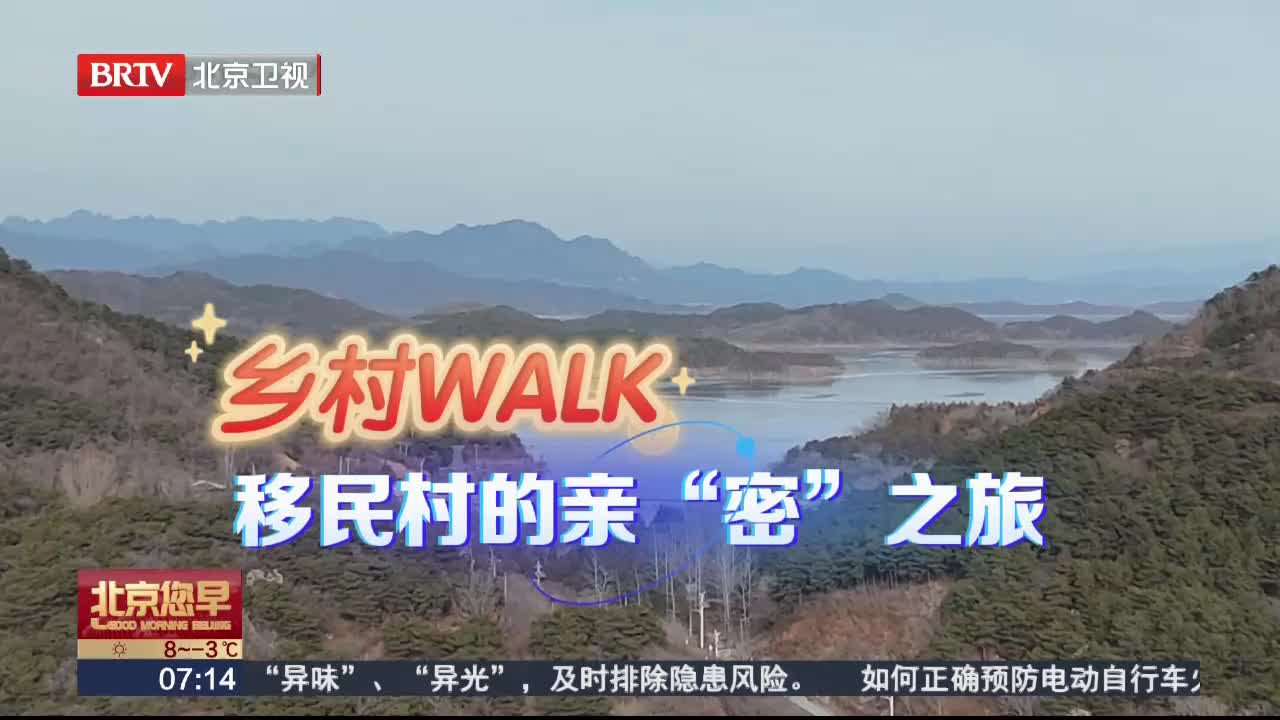 BRTV 北京卫视
乡村WALK
移民村的亲“密”之旅
北京您早
GOOD MORNING BEIJING
8~-3℃
07:14 “异味”、“异光”，及时排除隐患风险。 如何正确预防电动自行车